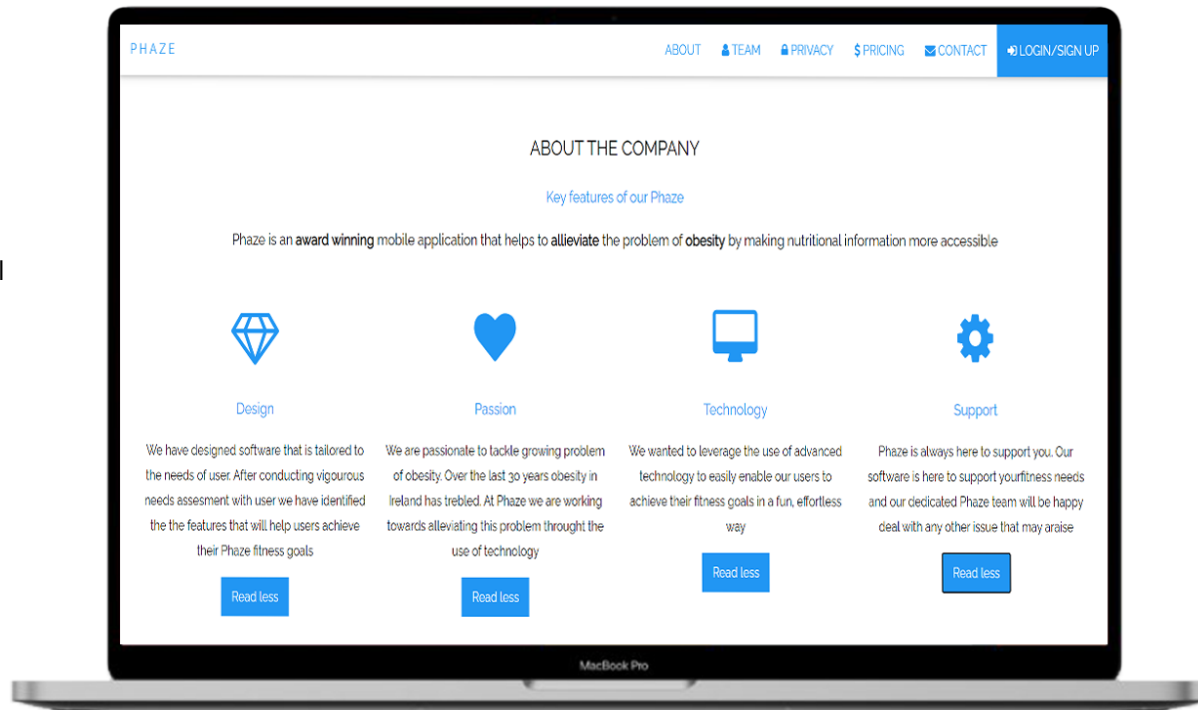 PHAZE
ABOUT TEAM PRIVACY $ PRICING CONTACT LOGIN/SIGN UP
ABOUT THE COMPANY
Key features of our Phaze
Phaze is an award winning mobile application that helps to allieviate the problem of obesity by making nutritional information more accessible
Design
We have designed software that is tailored to
the needs of user. After conducting vigourous
needs assesment with user we have identified
the the features that will help users achieve
their Phaze fitness goals
Read less
Passion
We are passionate to tackle growing problem
of obesity. Over the last 30 years obesity in
Ireland has trebled. At Phaze we are working
towards alleviating this problem throught the
use of technology
Read less
Technology
We wanted to leverage the use of advanced
technology to easily enable our users to
achieve their fitness goals in a fun, effortless
way
Read less
Support
Phaze is always here to support you. Our
software is here to support yourfitness needs
and our dedicated Phaze team will be happy
deal with any other issue that may araise
Read less
MacBook Pro